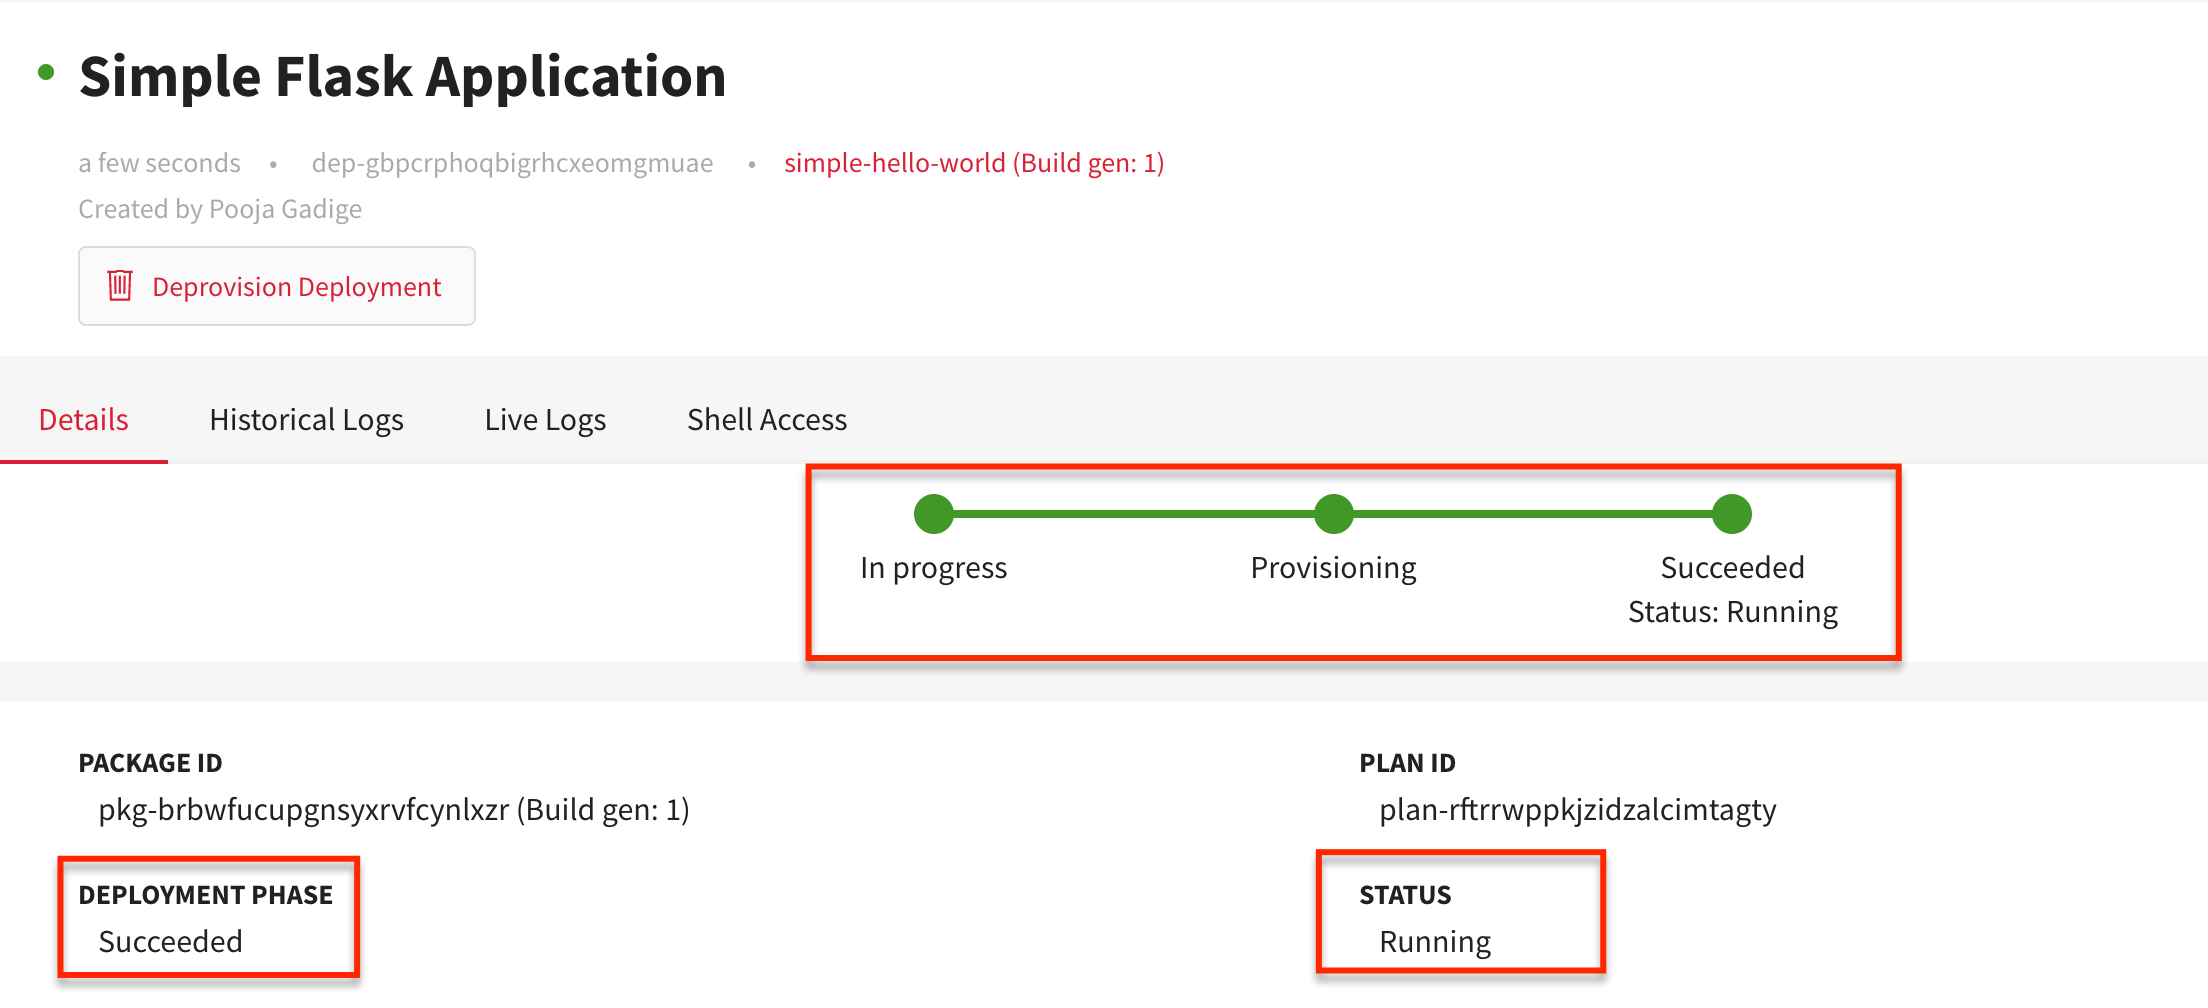 Simple Flask Application
a few seconds • dep-gbpcrphoqbigrhcxeomgmuae • simple-hello-world (Build gen: 1)
Created by Pooja Gadige
Deprovision Deployment
Details Historical Logs Live Logs Shell Access
In progress Provisioning Succeeded
Status: Running
PACKAGE ID PLAN ID
pkg-brbwfucupgnsyxrvfcynlxzr (Build gen: 1) plan-rftrrwppkjzidzalcimtagty
DEPLOYMENT PHASE STATUS
Succeeded Running